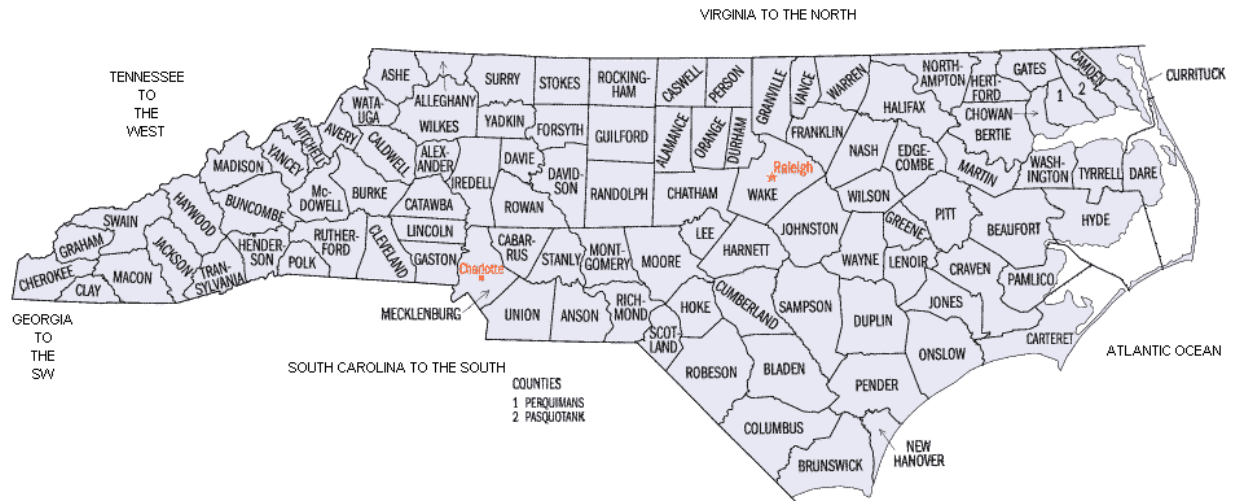 VIRGINIA TO THE NORTH
TENNESSEE
TO
THE
WEST
ASHE
ALLEGHANY
SURRY
STOKES
ROCKING-
HAM
CASWELL
PERSON
GRANVILLE
VANCE
WARREN
NORTH-
AMPTON
HERT-
FORD
GATES
CAMDEN
CURRITUCK
WATA-
UGA
WILKES
YADKIN
FORSYTH
GUILFORD
ALAMANCE
ORANGE
DURHAM
FRANKLIN
HALIFAX
CHOWAN
BERTIE
1
2
MITCHELL
AVERY
CALDWELL
ALEX-
ANDER
DAVIE
IREDELL
DAVID-
SON
RANDOLPH
CHATHAM
Raleigh
WAKE
NASH
EDGE-
COMBE
MARTIN
WASH-
INGTON
TYRRELL
DARE
MADISON
YANCEY
Mc-
DOWELL
BURKE
CATAWBA
ROWAN
WILSON
PITT
BEAUFORT
HYDE
SWAIN
HAYWOOD
BUNCOMBE
RUTHER-
FORD
CLEVELAND
LINCOLN
CABAR-
RUS
STANLY
MONT-
GOMERY
MOORE
LEE
HARNETT
JOHNSTON
GREENE
GRAHAM
JACKSON
HENDER-
SON
POLK
GASTON
Charlotte
WAYNE
LENOIR
CRAVEN
PAMLICO
CHEROKEE
CLAY
MACON
TRAN-
SYLVANIA
MECKLENBURG
UNION
ANSON
RICH-
MOND
SCOT-
LAND
HOKE
CUMBERLAND
SAMPSON
DUPLIN
JONES
CARTERET
GEORGIA
TO
THE
SW
ONSLOW
ATLANTIC OCEAN
SOUTH CAROLINA TO THE SOUTH
ROBESON
BLADEN
PENDER
COUNTIES
1 PERQUIMANS
2 PASQUOTANK
COLUMBUS
BRUNSWICK
NEW
HANOVER